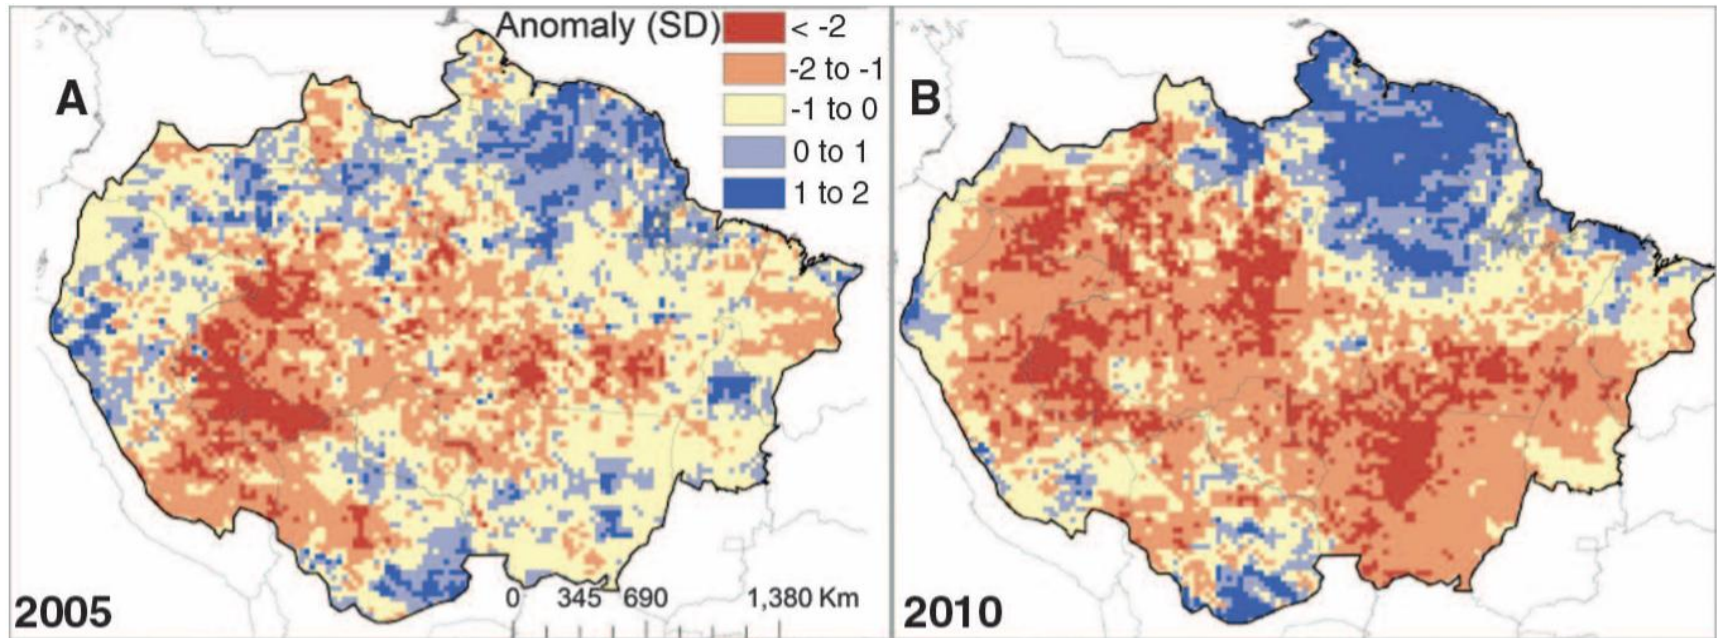 Anomaly (SD)
< -2
-2 to -1
-1 to 0
0 to 1
1 to 2
A
2005
0 345 690 1,380 Km
B
2010